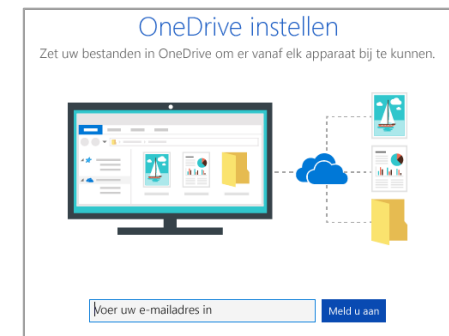 OneDrive instellen
Zet uw bestanden in OneDrive om er vanaf elk apparaat bij te kunnen.
Voer uw e-mailadres in
Meld u aan